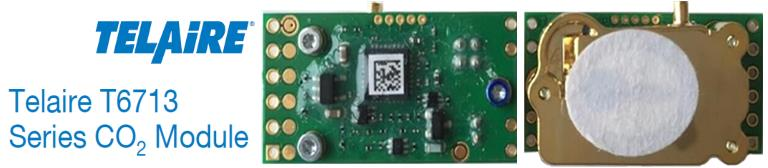 TELAIRE®
Telaire T6713
Series CO₂ Module